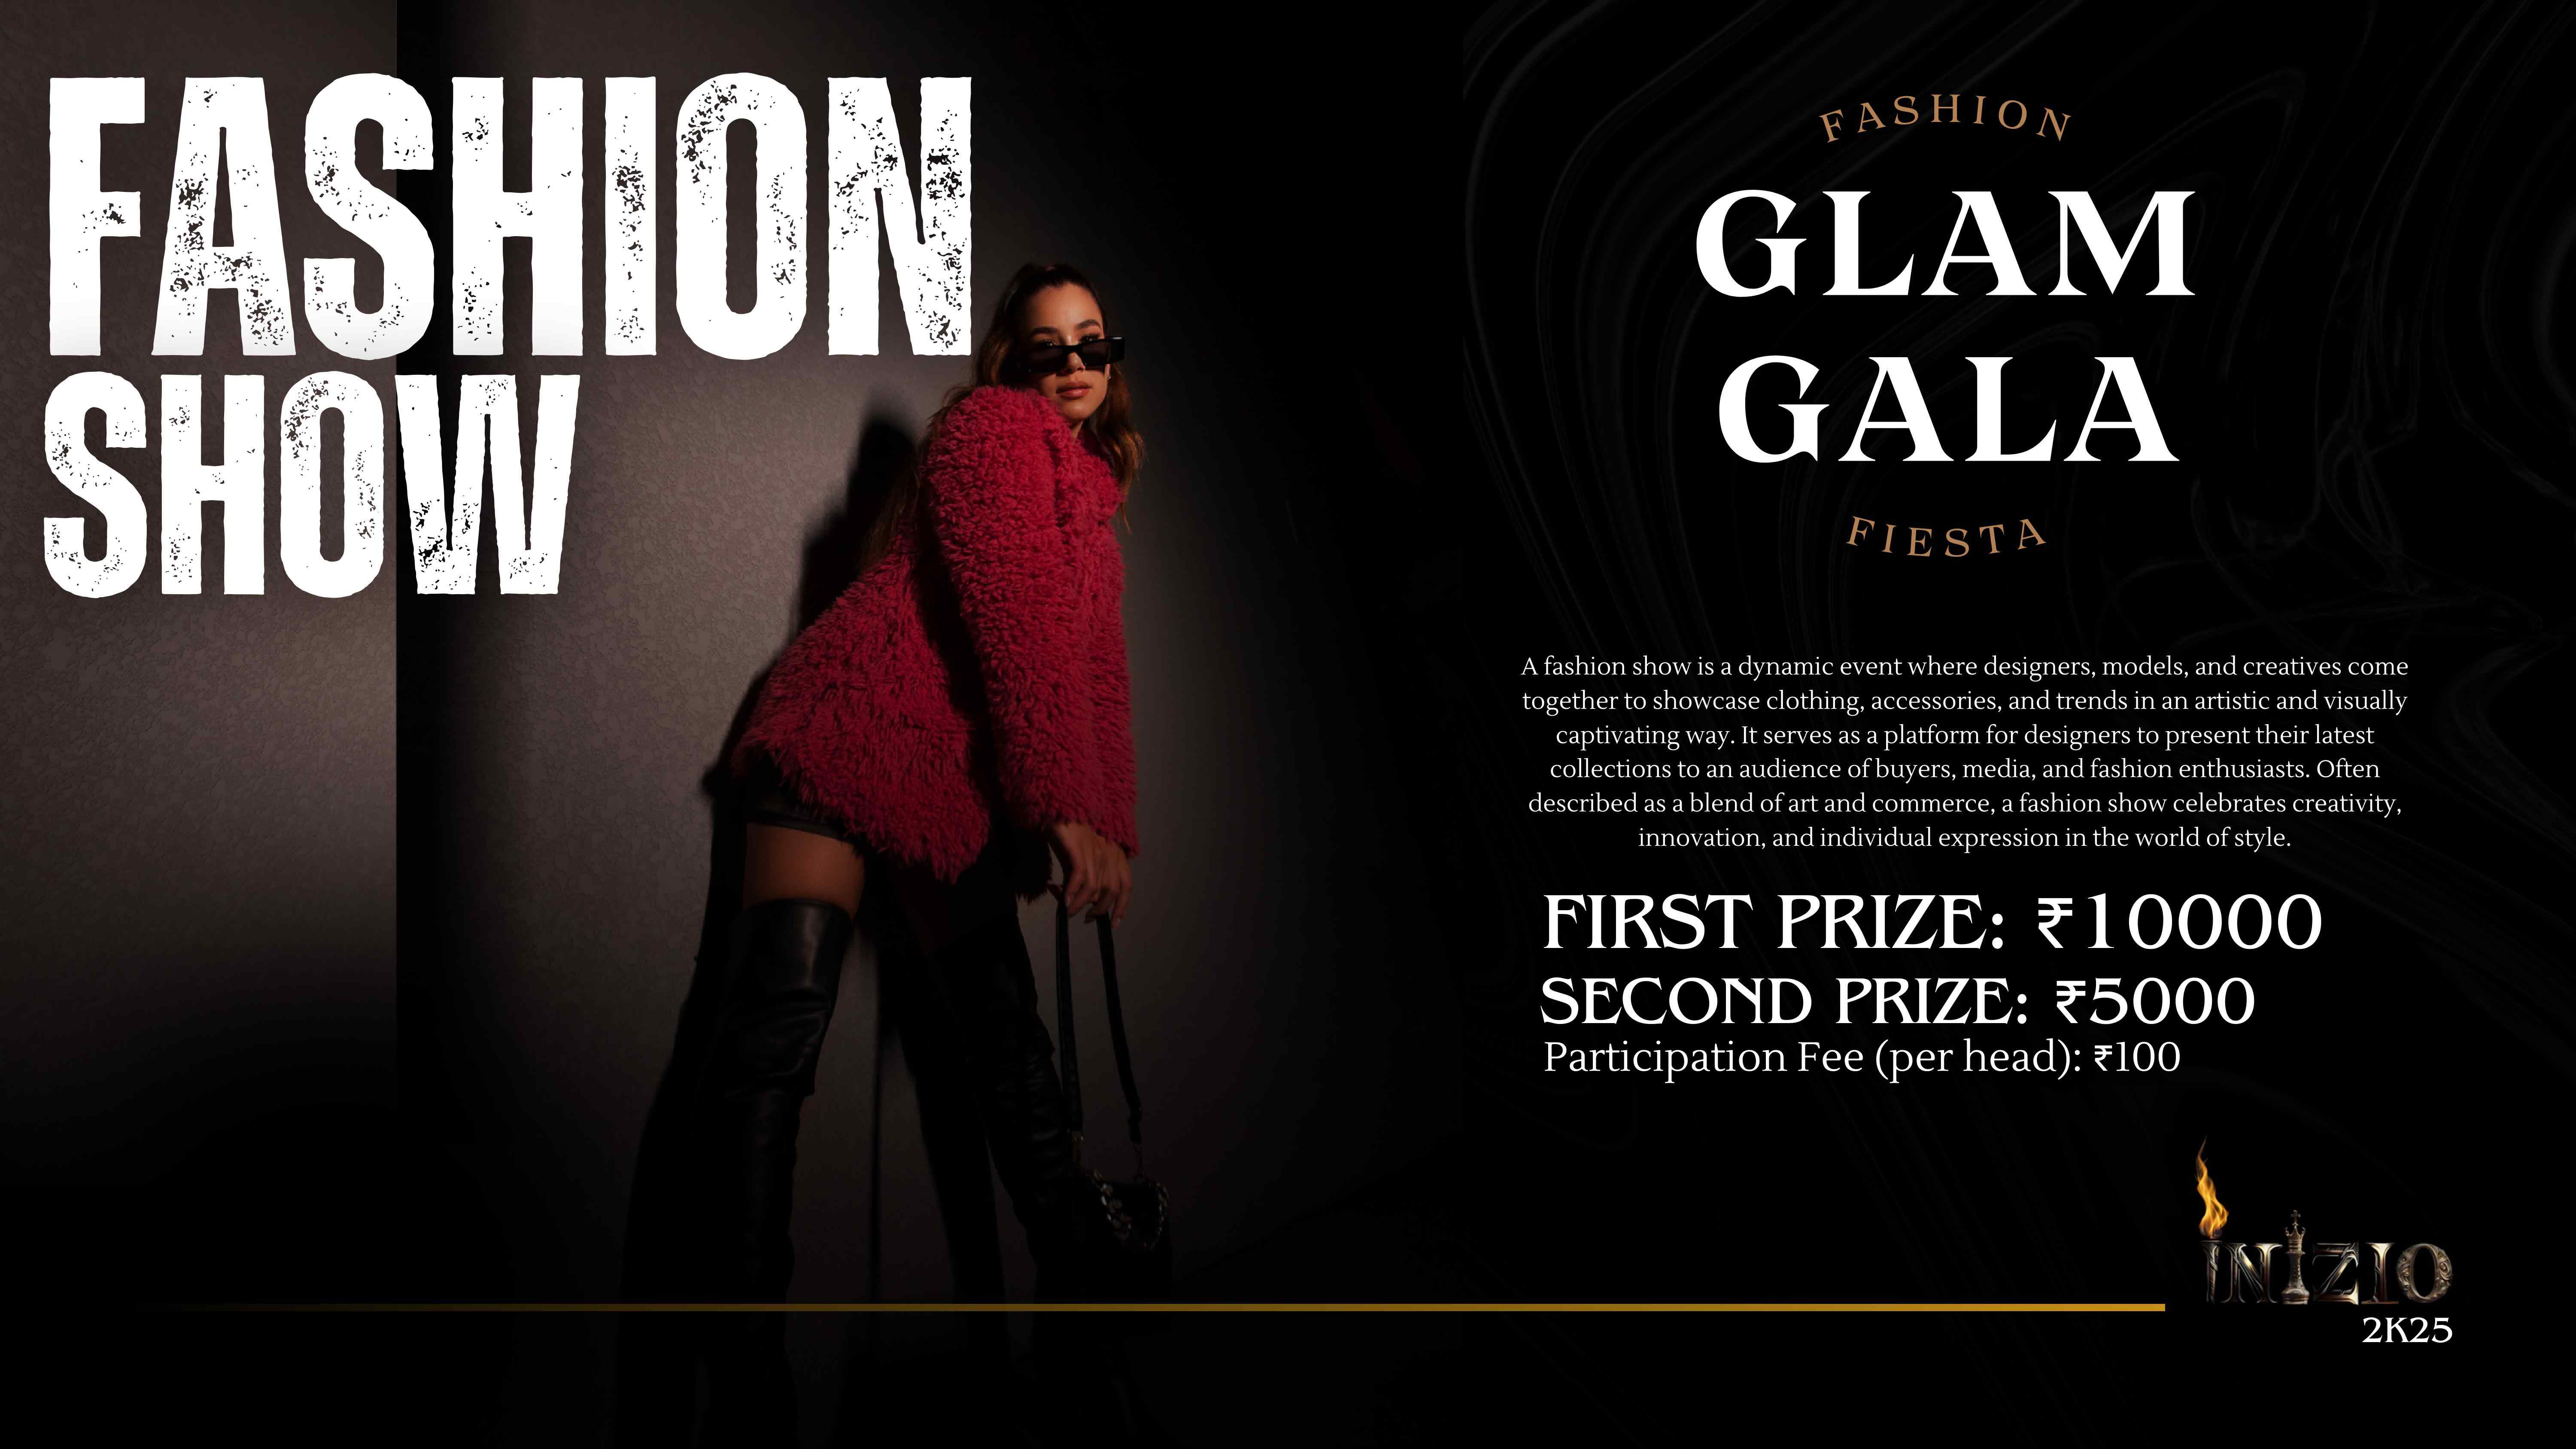 FASHION
SHOW
FASHION
GLAM
GALA
FIESTA
A fashion show is a dynamic event where designers, models, and creatives come
together to showcase clothing, accessories, and trends in an artistic and visually
captivating way. It serves as a platform for designers to present their latest
collections to an audience of buyers, media, and fashion enthusiasts. Often
described as a blend of art and commerce, a fashion show celebrates creativity,
innovation, and individual expression in the world of style.
FIRST PRIZE: ₹10000
SECOND PRIZE: ₹5000
Participation Fee (per head): ₹100
INIZIO
2K25